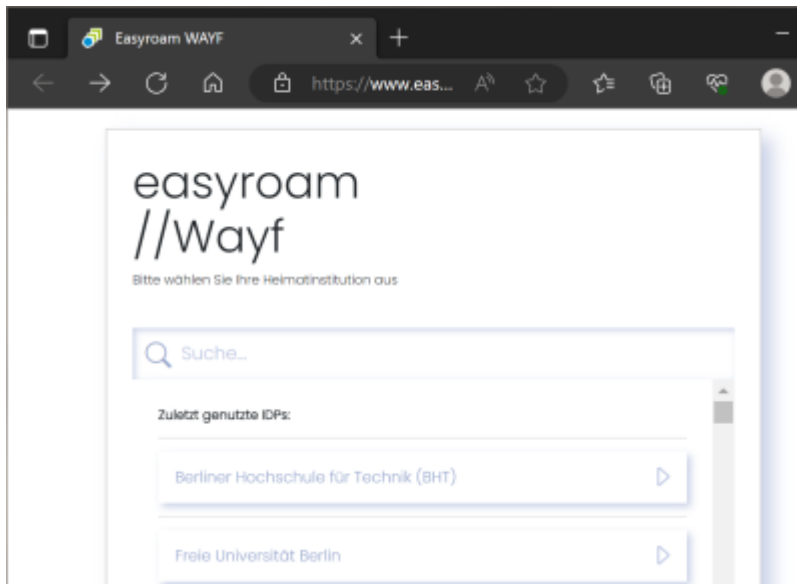 Easyroam WAYF
https://www.eas...
easyroam
//Wayf
Bitte wählen Sie Ihre Heimatinstitution aus
Suche...
Zuletzt genutzte IDPs:
Berliner Hochschule für Technik (BHT)
Freie Universität Berlin